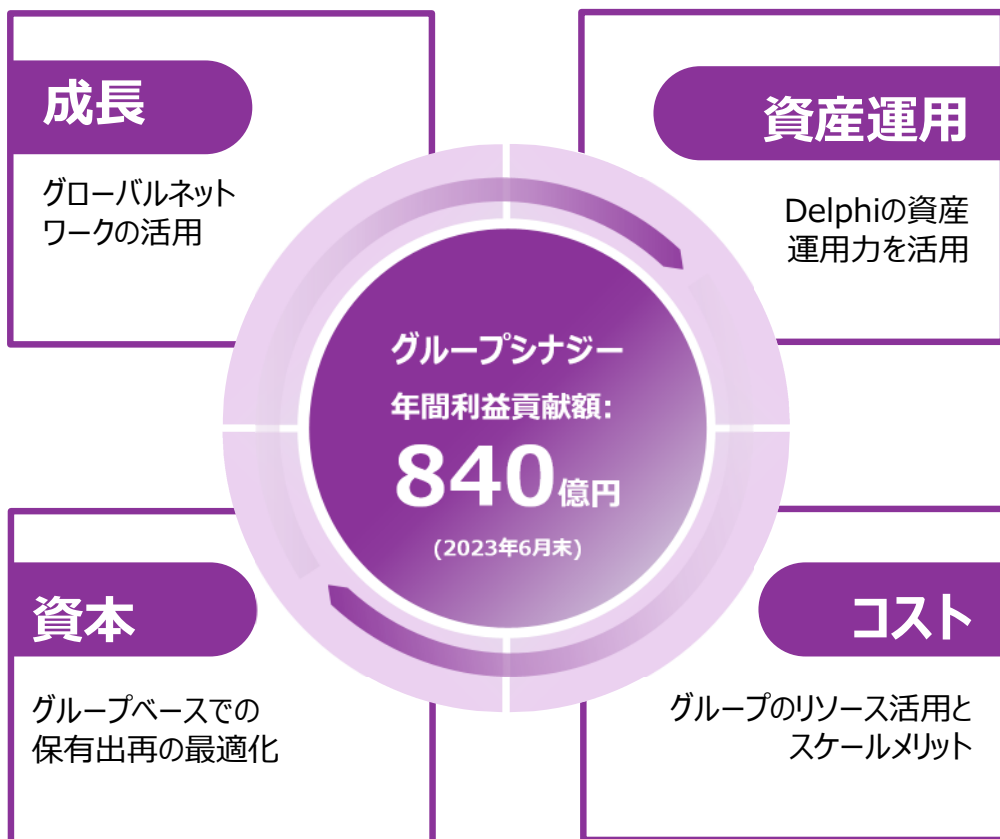 成長
グローバルネット
ワークの活用
資産運用
Delphiの資産
運用力を活用
グループシナジー
年間利益貢献額:
840億円
(2023年6月末)
資本
グループベースでの
保有出再の最適化
コスト
グループのリソース活用と
スケールメリット